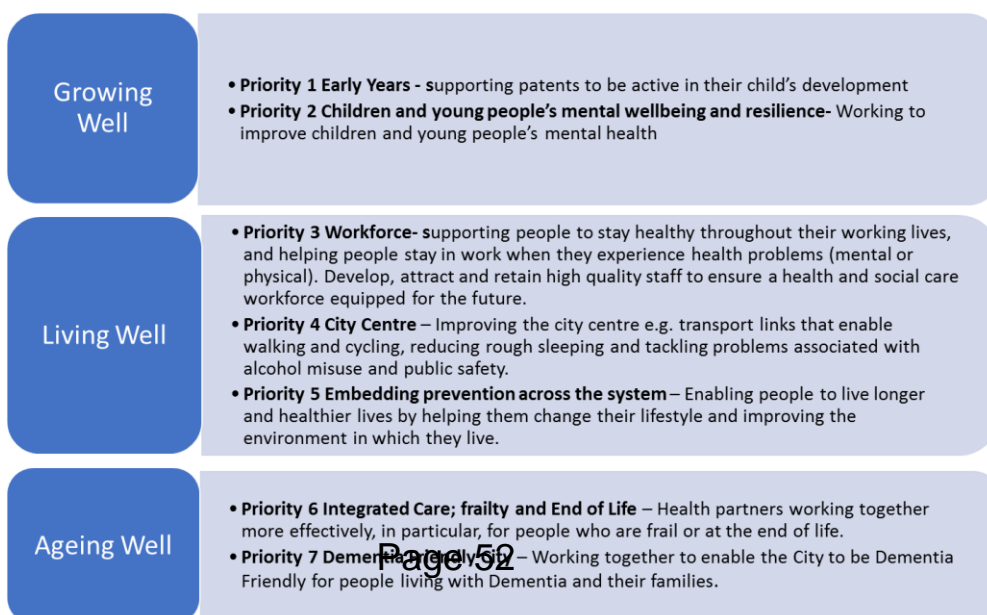 Growing
Well
• Priority 1 Early Years - supporting patents to be active in their child's development
• Priority 2 Children and young people's mental wellbeing and resilience- Working to
improve children and young people's mental health
Living Well
• Priority 3 Workforce- supporting people to stay healthy throughout their working lives,
and helping people stay in work when they experience health problems (mental or
physical). Develop, attract and retain high quality staff to ensure a health and social care
workforce equipped for the future.
• Priority 4 City Centre – Improving the city centre e.g. transport links that enable
walking and cycling, reducing rough sleeping and tackling problems associated with
alcohol misuse and public safety.
• Priority 5 Embedding prevention across the system – Enabling people to live longer
and healthier lives by helping them change their lifestyle and improving the
environment in which they live.
Ageing Well
• Priority 6 Integrated Care; frailty and End of Life – Health partners working together
more effectively, in particular, for people who are frail or at the end of life.
• Priority 7 Dementia Friendly City – Working together to enable the City to be Dementia
Friendly for people living with Dementia and their families.
Page 52